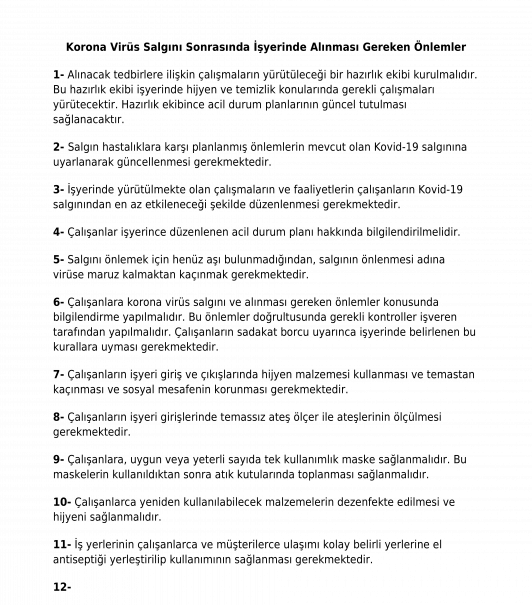 Korona Virüs Salgını Sonrasında İşyerinde Alınması Gereken Önlemler
1- Alınacak tedbirlere ilişkin çalışmaların yürütüleceği bir hazırlık ekibi kurulmalıdır.
Bu hazırlık ekibi işyerinde hijyen ve temizlik konularında gerekli çalışmaları
yürütecektir. Hazırlık ekibince acil durum planlarının güncel tutulması
sağlanacaktır.
2- Salgın hastalıklara karşı planlanmış önlemlerin mevcut olan Kovid-19 salgınına
uyarlanarak güncellenmesi gerekmektedir.
3- İşyerinde yürütülmekte olan çalışmaların ve faaliyetlerin çalışanların Kovid-19
salgınından en az etkileneceği şekilde düzenlenmesi gerekmektedir.
4- Çalışanlar işyerince düzenlenen acil durum planı hakkında bilgilendirilmelidir.
5- Salgını önlemek için henüz aşı bulunmadığından, salgının önlenmesi adına
virüse maruz kalmaktan kaçınmak gerekmektedir.
6- Çalışanlara korona virüs salgını ve alınması gereken önlemler konusunda
bilgilendirme yapılmalıdır. Bu önlemler doğrultusunda gerekli kontroller işveren
tarafından yapılmalıdır. Çalışanların sadakat borcu uyarınca işyerinde belirlenen bu
kurallara uyması gerekmektedir.
7- Çalışanların işyeri giriş ve çıkışlarında hijyen malzemesi kullanması ve temastan
kaçınması ve sosyal mesafenin korunması gerekmektedir.
8- Çalışanların işyeri girişlerinde temassız ateş ölçer ile ateşlerinin ölçülmesi
gerekmektedir.
9- Çalışanlara, uygun veya yeterli sayıda tek kullanımlık maske sağlanmalıdır. Bu
maskelerin kullanıldıktan sonra atık kutularında toplanması sağlanmalıdır.
10- Çalışanlarca yeniden kullanılabilecek malzemelerin dezenfekte edilmesi ve
hijyeni sağlanmalıdır.
11- İş yerlerinin çalışanlarca ve müşterilerce ulaşımı kolay belirli yerlerine el
antiseptiği yerleştirilip kullanımının sağlanması gerekmektedir.
12-